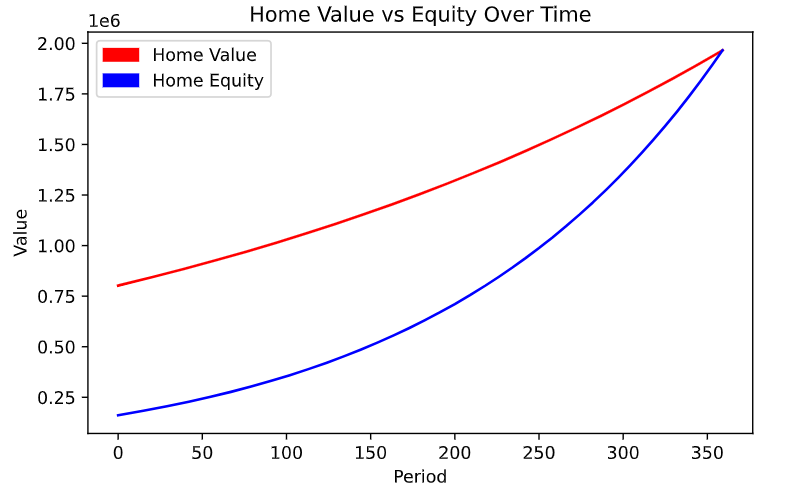 Home Value vs Equity Over Time
1e6
2.00
1.75
1.50
1.25
1.00
0.75
0.50
0.25
Value
Home Value
Home Equity
0 50 100 150 200 250 300 350
Period